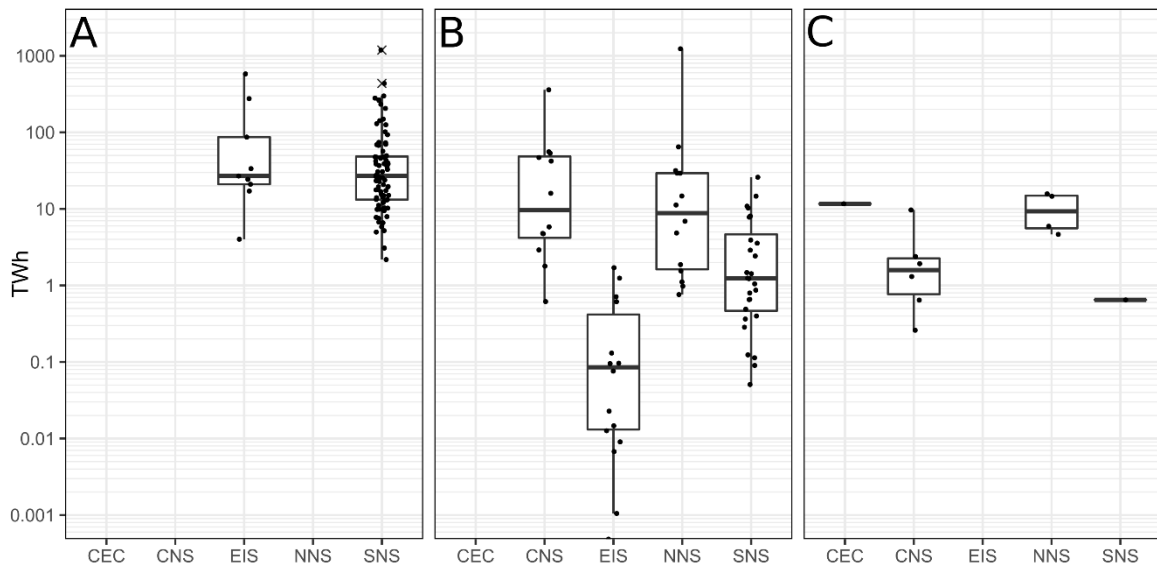 A B C
TWh
1000
100
10
1
0.1
0.01
0.001
CEC CNS EIS NNS SNS CEC CNS EIS NNS SNS CEC CNS EIS NNS SNS